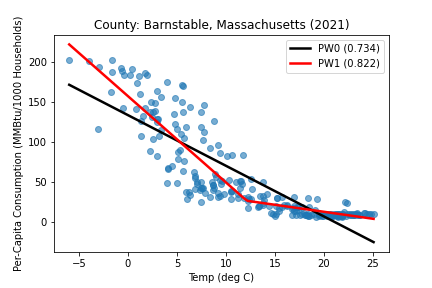 County: Barnstable, Massachusetts (2021)
PW0 (0.734)
PW1 (0.822)
Per-Capita Consumption (MMBtu/1000 Households)
200
150
100
50
0
−5
0
5
10
15
20
25
Temp (deg C)